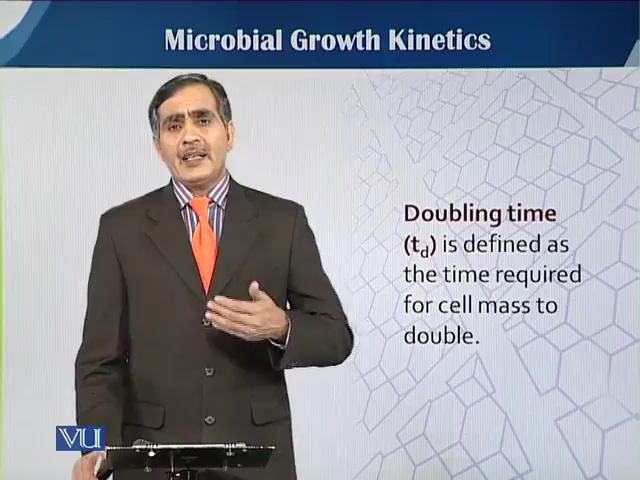 Microbial Growth Kinetics
Doubling time
(td) is defined as
the time required
for cell mass to
double.
VU